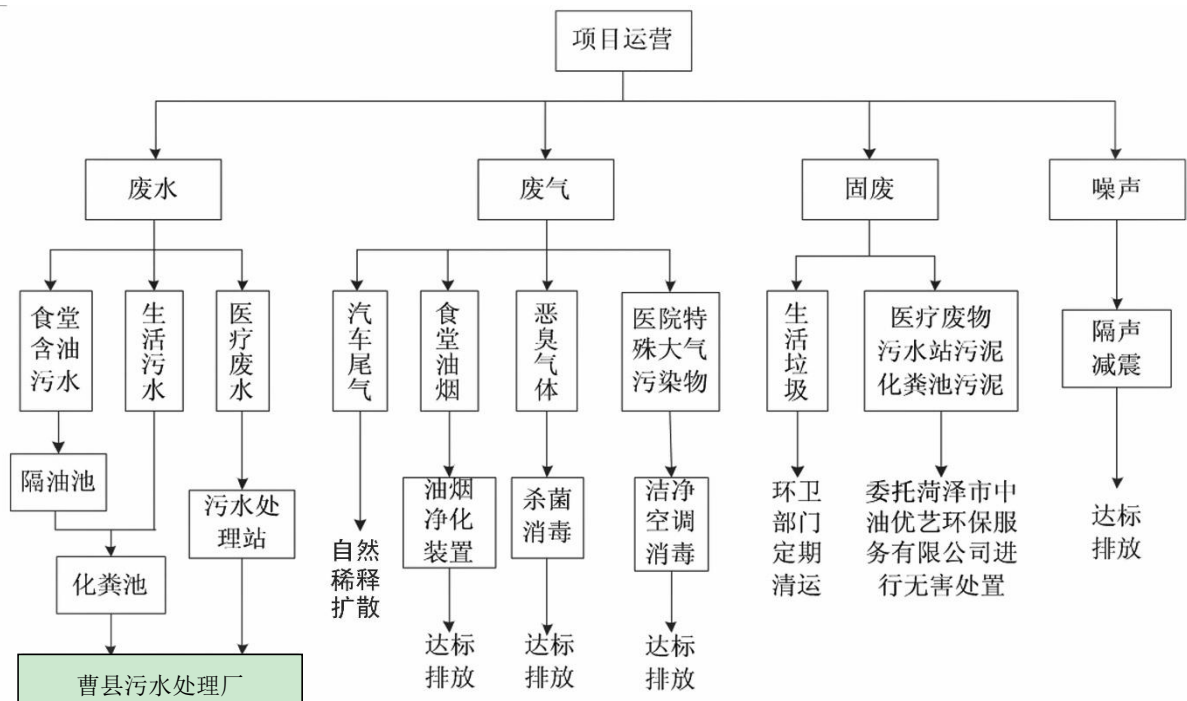 项目运营
废水
废气
固废
噪声
食堂
含油
污水
生活污水
医疗废水
汽车尾气
食堂油烟
恶臭气体
医院特
殊大气
污染物
生活垃圾
医疗废物
污水站污泥
化粪池污泥
隔声
减震
隔油池
污水处
理站
化粪池
自然
稀释
扩散
油烟
净化
装置
杀菌
消毒
洁净
空调
消毒
环卫
部门
定期
清运
委托菏泽市中
油优艺环保服
务有限公司进
行无害处置
达标
排放
达标
排放
达标
排放
达标
排放
曹县污水处理厂